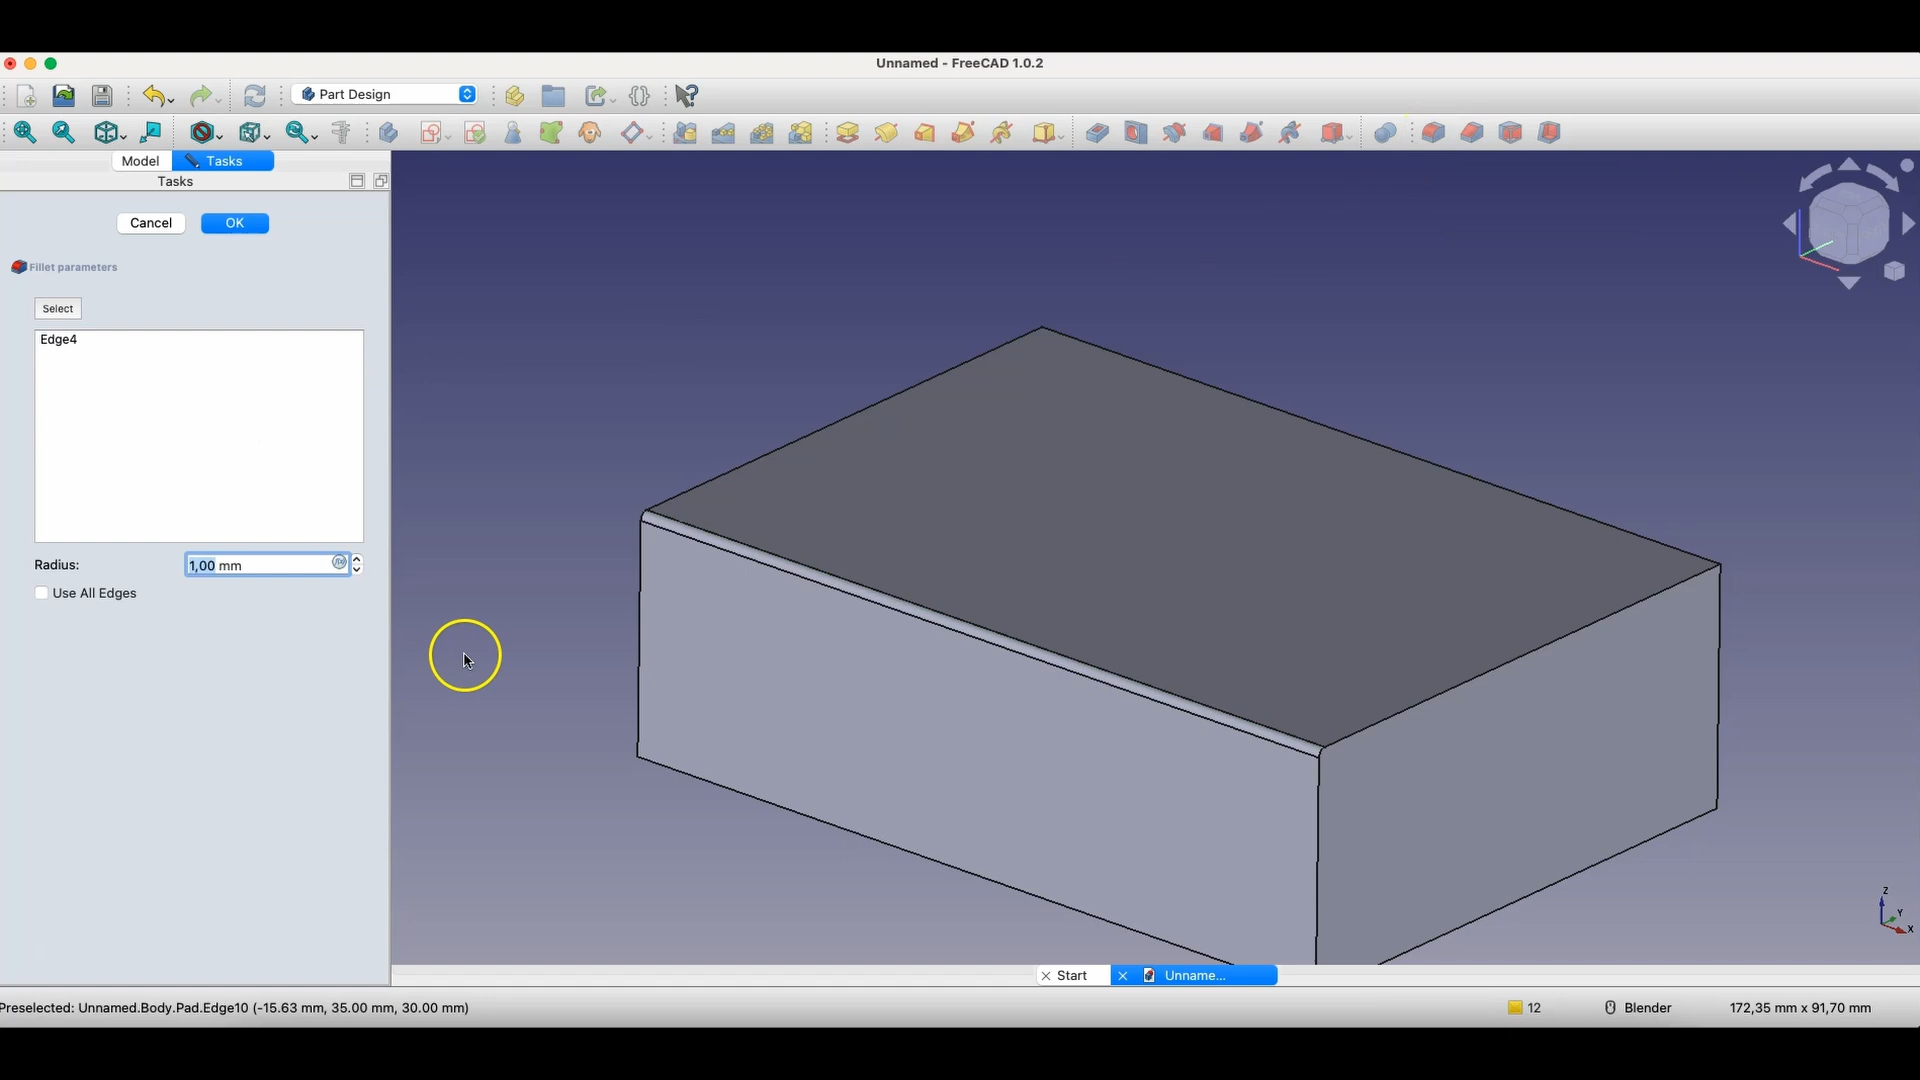 Unnamed - FreeCAD 1.0.2
Part Design
Model
Tasks
Tasks
Cancel
OK
Fillet parameters
Select
Edge4
Radius:
1,00 mm
Use All Edges
Z
Y
X
Start
Unname...
Preselected: Unnamed.Body.Pad.Edge10 (-15.63 mm, 35.00 mm, 30.00 mm)
12
Blender
172,35 mm x 91,70 mm